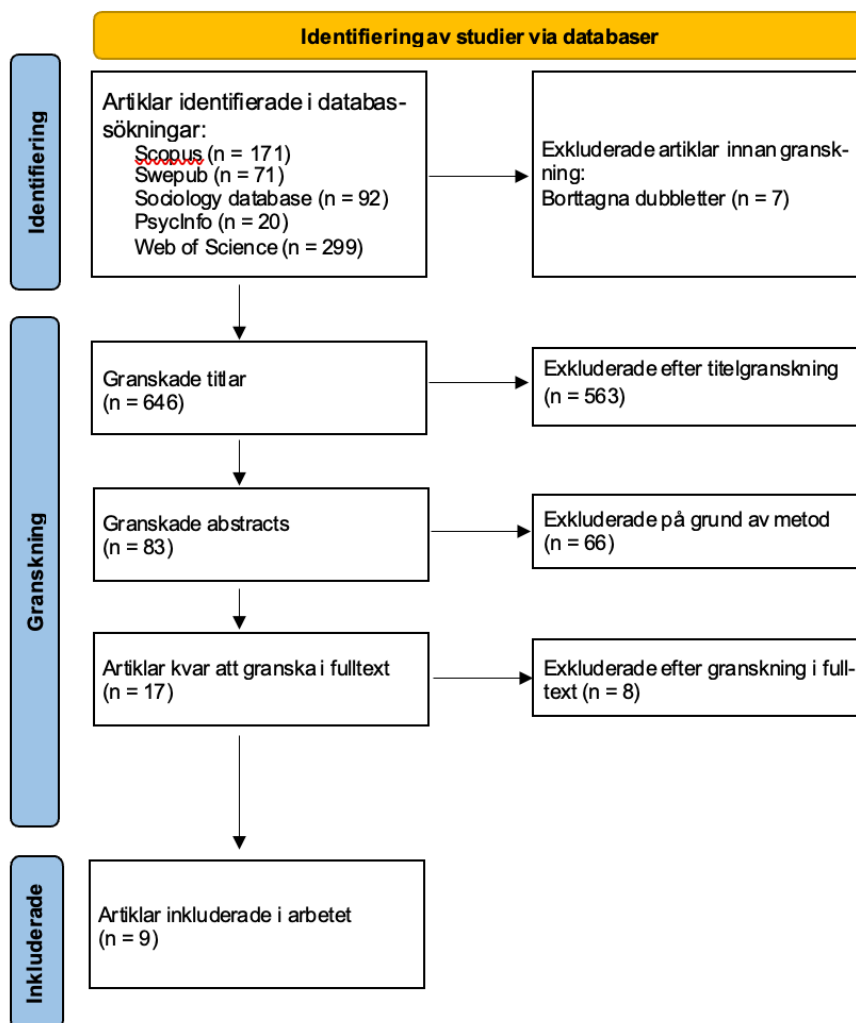 Identifiering av studier via databaser
Identifiering
Artiklar identifierade i databas-
sökningar:
Scopus (n = 171)
Swepub (n = 71)
Sociology database (n = 92)
PsycInfo (n = 20)
Web of Science (n = 299)
Exkluderade artiklar innan gransk-
ning:
Borttagna dubbletter (n = 7)
Granskning
Granskade titlar
(n = 646)
Exkluderade efter titelgranskning
(n = 563)
Granskade abstracts
(n = 83)
Exkluderade på grund av metod
(n = 66)
Artiklar kvar att granska i fulltext
(n = 17)
Exkluderade efter granskning i full-
text (n = 8)
Inkluderade
Artiklar inkluderade i arbetet
(n = 9)